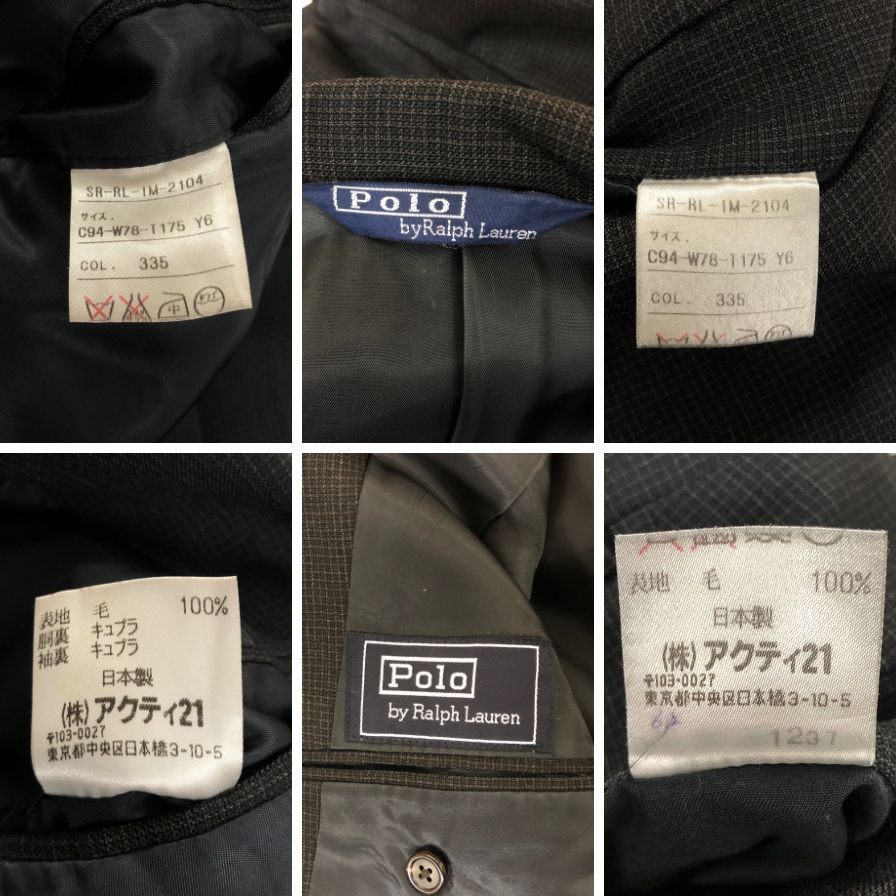 SR-RL-IM-2104
サイズ.
C94-W78-T175 Y6
COL. 335
中
Polo
by Ralph Lauren
SR-RL-IM-2104
サイズ.
C94-W78-T175 Y6
COL. 335
表地 毛 100%
胴裏 キュプラ
袖裏 キュプラ
日本製
(株)アクティ21
〒103-0027
東京都中央区日本橋3-10-5
Polo
by Ralph Lauren
表地 毛 100%
日本製
(株)アクティ21
〒103-0027
東京都中央区日本橋3-10-5
1237